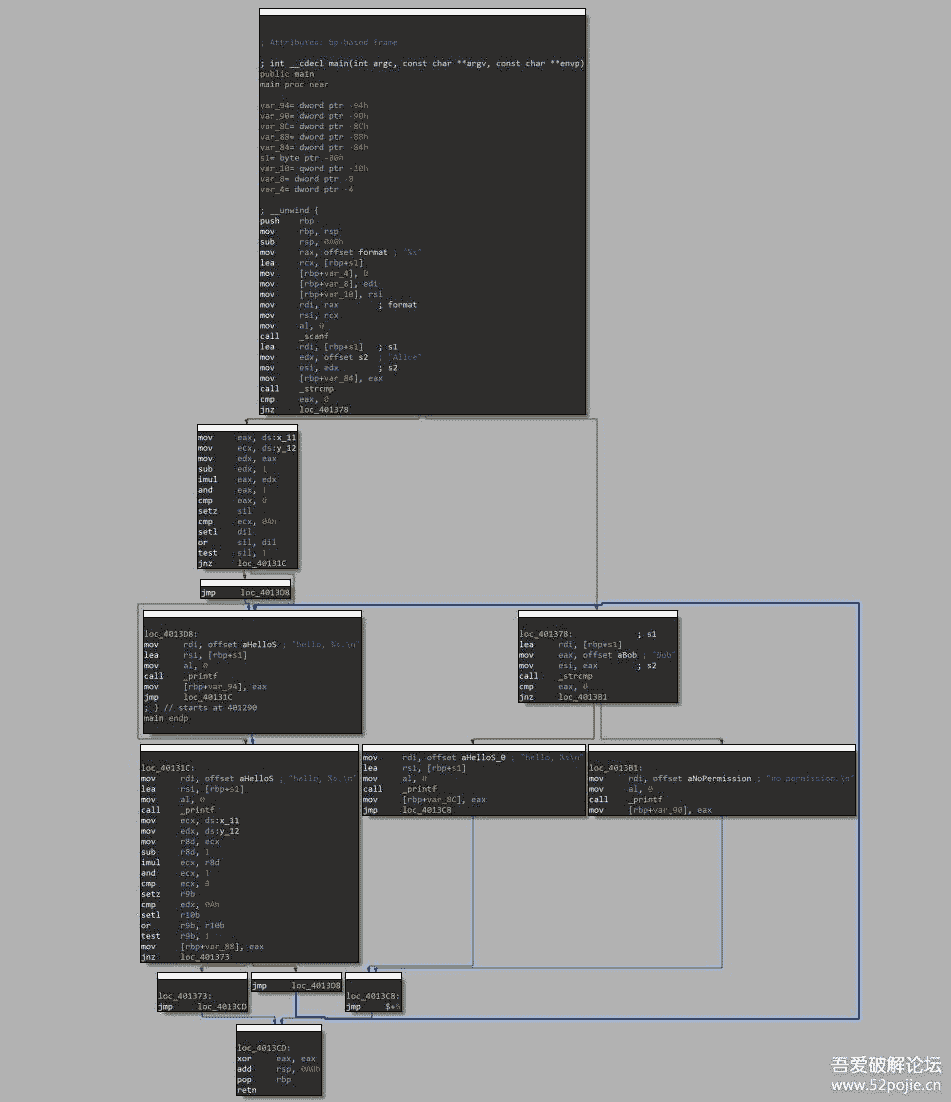 ; Attributes: bp-based frame
; int __cdecl main(int argc, const char **argv, const char **envp)
public main
main proc near
var_94= dword ptr -94h
var_90= dword ptr -90h
var_8C= dword ptr -8Ch
var_88= dword ptr -88h
var_84= dword ptr -84h
s1= byte ptr -80h
var_10= qword ptr -10h
var_8= dword ptr -8
var_4= dword ptr -4
; __unwind {
push rbp
mov rbp, rsp
sub rsp, 0A0h
mov rax, offset format ; "%s"
lea rcx, [rbp+s1]
mov [rbp+var_4], 0
mov [rbp+var_8], edi
mov [rbp+var_10], rsi
mov rdi, rax ; format
mov rsi, rcx
mov al, 0
call _scanf
lea rdi, [rbp+s1] ; s1
mov edx, offset s2 ; "Alice"
mov esi, edx ; s2
mov [rbp+var_84], eax
call _strcmp
cmp eax, 0
jnz loc_401378
mov eax, ds:x_11
mov ecx, ds:y_12
mov edx, eax
sub edx, 1
imul eax, edx
and eax, 1
cmp eax, 0
setz sil
cmp ecx, 0Ah
setl dil
or sil, dil
test sil, 1
jnz loc_40131C
jmp loc_4013D8
loc_4013D8:
mov rdi, offset aHelloS ; "hello, %s.\n"
lea rsi, [rbp+s1]
mov al, 0
call _printf
mov [rbp+var_94], eax
jmp loc_40131C
; } // starts at 401290
main endp
loc_401378: ; s1
lea rdi, [rbp+s1]
mov eax, offset aBob ; "Bob"
mov esi, eax ; s2
call _strcmp
cmp eax, 0
jnz loc_4013B1
loc_40131C:
mov rdi, offset aHelloS ; "hello, %s.\n"
lea rsi, [rbp+s1]
mov al, 0
call _printf
mov ecx, ds:x_11
mov edx, ds:y_12
mov r8d, ecx
sub r8d, 1
imul ecx, r8d
and ecx, 1
cmp ecx, 0
setz r9b
cmp edx, 0Ah
setl r10b
or r9b, r10b
test r9b, 1
mov [rbp+var_88], eax
jnz loc_401373
mov rdi, offset aHelloS_0 ; "hello, %s\n"
lea rsi, [rbp+s1]
mov al, 0
call _printf
mov [rbp+var_8C], eax
jmp loc_4013C8
loc_4013B1:
mov rdi, offset aNoPermission ; "no permission.\n"
mov al, 0
call _printf
mov [rbp+var_90], eax
loc_401373:
jmp loc_4013CD
jmp loc_4013D8
loc_4013C8:
jmp $+5
loc_4013CD:
xor eax, eax
add rsp, 0A0h
pop rbp
retn
吾爱破解论坛
www.52pojie.cn